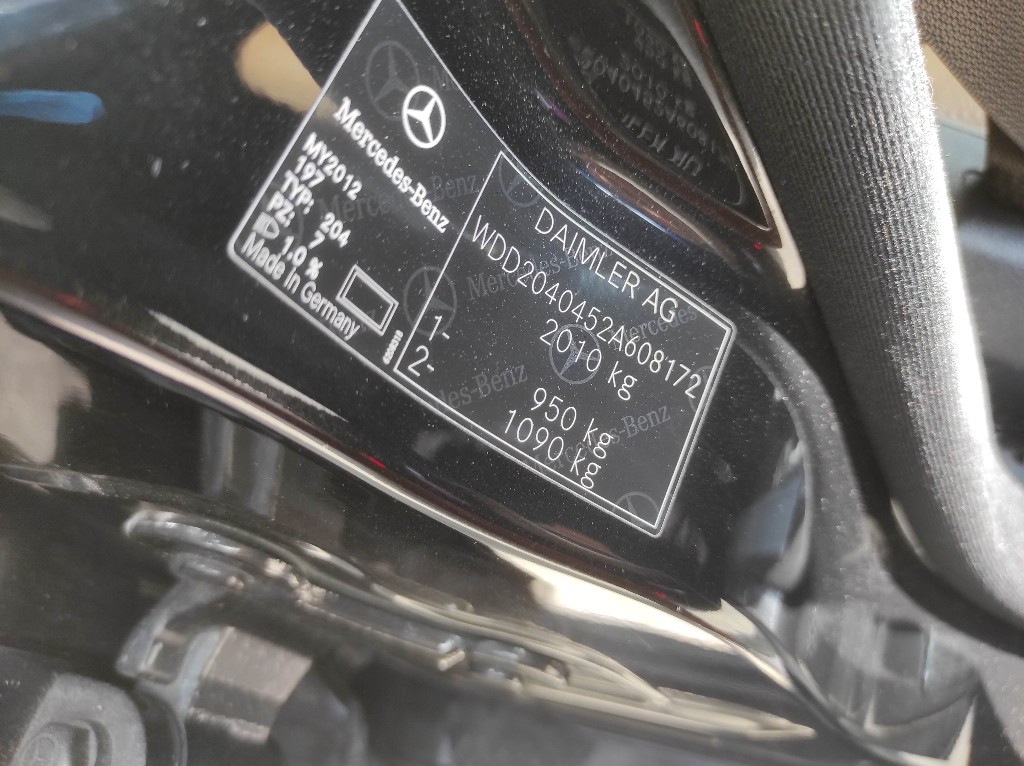 Mercedes-Benz
MY2012
197
TYP: 204
PZ: 7
1.0 %
Made In Germany
DAIMLER AG
WDD2040452A608172
2010 kg
1- 950 kg
2- 1090 kg